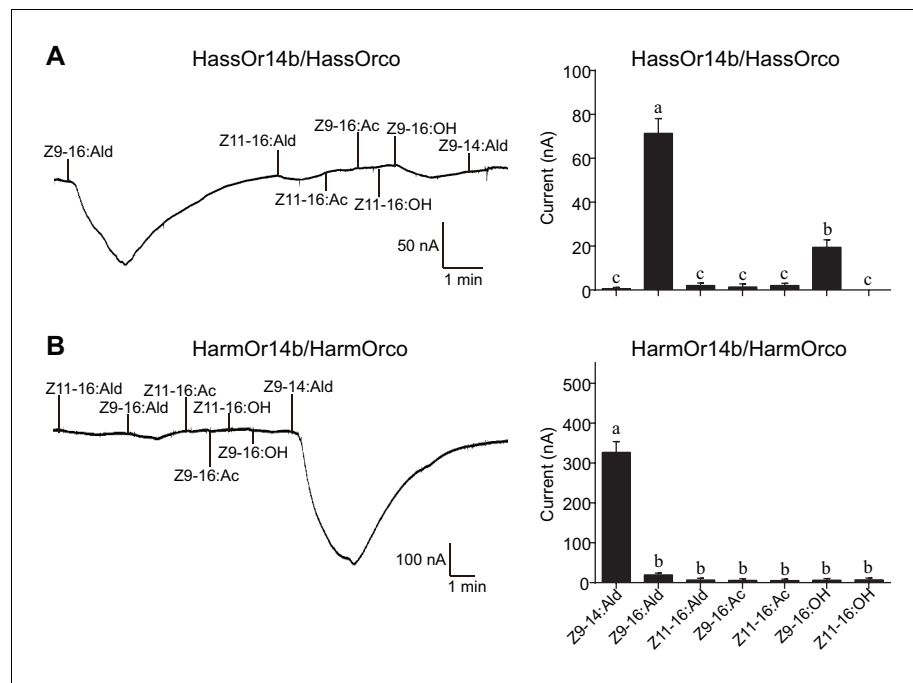 A
HassOr14b/HassOrco
Z9-16:Ald
Z11-16:Ald
Z11-16:Ac
Z9-16:Ac
Z11-16:OH
Z9-16:OH
Z9-14:Ald
50 nA
1 min
HassOr14b/HassOrco
Current (nA)
100
80
60
40
20
0
c
a
c
c
c
b
c
B
HarmOr14b/HarmOrco
Z11-16:Ald
Z9-16:Ald
Z11-16:Ac
Z9-16:Ac
Z11-16:OH
Z9-16:OH
Z9-14:Ald
100 nA
1 min
HarmOr14b/HarmOrco
Current (nA)
500
400
300
200
100
0
a
b
b
b
b
b
b
Z9-14:Ald
Z9-16:Ald
Z11-16:Ald
Z9-16:Ac
Z11-16:Ac
Z9-16:OH
Z11-16:OH